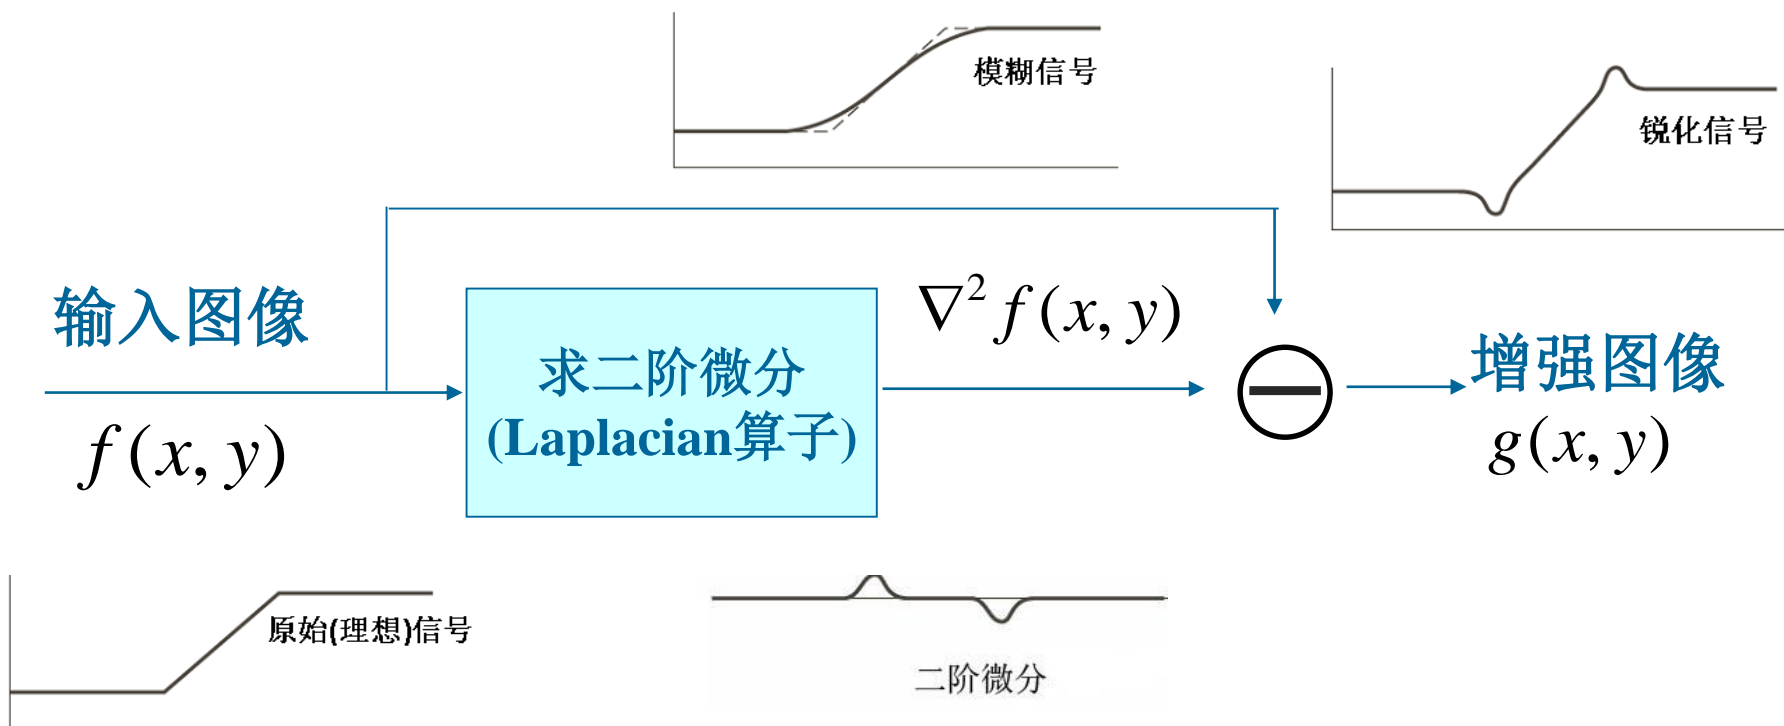 模糊信号
锐化信号
输入图像
f(x, y)
求二阶微分
(Laplacian算子)
∇² f(x, y)
增强图像
g(x, y)
原始(理想)信号
二阶微分